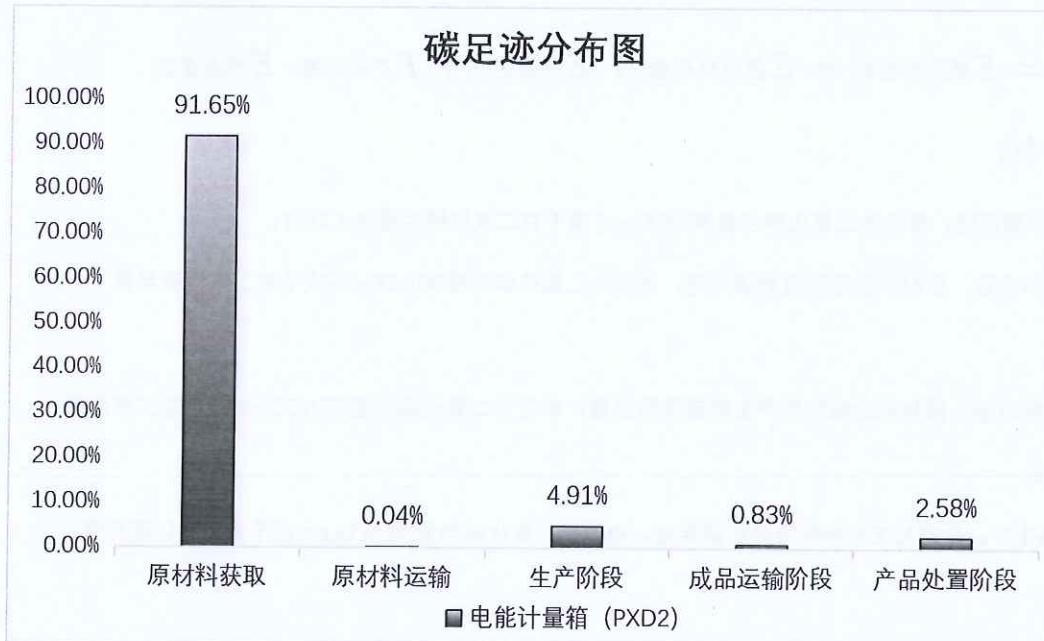 碳足迹分布图
100.00%
90.00%
80.00%
70.00%
60.00%
50.00%
40.00%
30.00%
20.00%
10.00%
0.00%
91.65%
0.04%
4.91%
0.83%
2.58%
原材料获取
原材料运输
生产阶段
成品运输阶段
产品处置阶段
电能计量箱（PXD2）